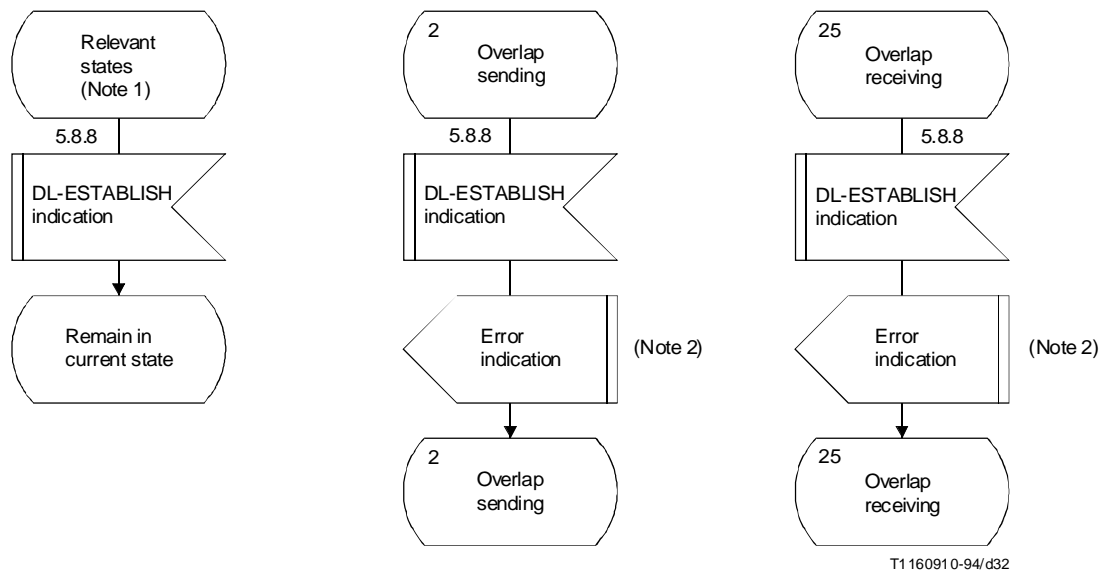 Relevant
states
(Note 1)
5.8.8
DL-ESTABLISH
indication
Remain in
current state
2
Overlap
sending
5.8.8
DL-ESTABLISH
indication
Error
indication
(Note 2)
2
Overlap
sending
25
Overlap
receiving
5.8.8
DL-ESTABLISH
indication
Error
indication
(Note 2)
25
Overlap
receiving
T1160910-94/d32